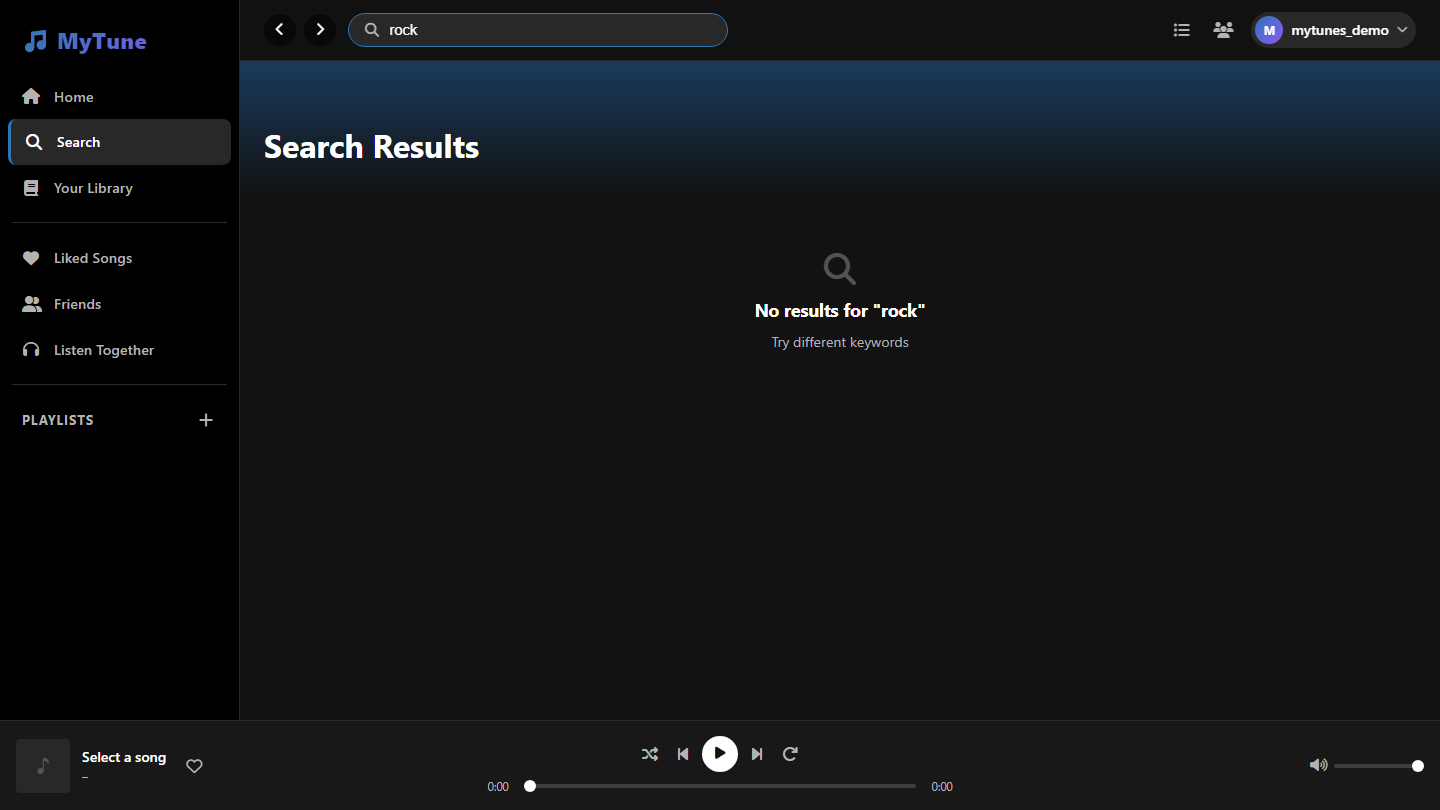 MyTune
Home
Search
Your Library
Liked Songs
Friends
Listen Together
PLAYLISTS
rock
M
mytunes_demo
Search Results
No results for "rock"
Try different keywords
Select a song
–
0:00
0:00